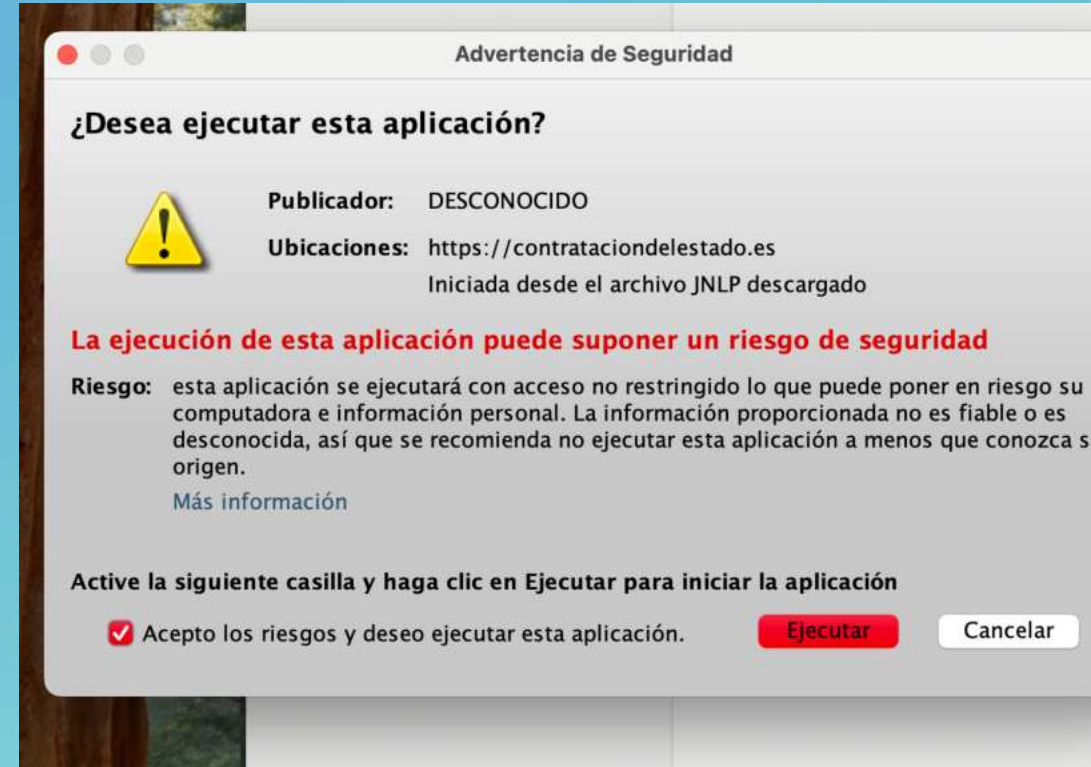 Advertencia de Seguridad
¿Desea ejecutar esta aplicación?
Publicador: DESCONOCIDO
Ubicaciones: https://contrataciondelestado.es
Iniciada desde el archivo JNLP descargado
La ejecución de esta aplicación puede suponer un riesgo de seguridad
Riesgo: esta aplicación se ejecutará con acceso no restringido lo que puede poner en riesgo su
computadora e información personal. La información proporcionada no es fiable o es
desconocida, así que se recomienda no ejecutar esta aplicación a menos que conozca s
origen.
Más información
Active la siguiente casilla y haga clic en Ejecutar para iniciar la aplicación
Acepto los riesgos y deseo ejecutar esta aplicación. Ejecutar Cancelar